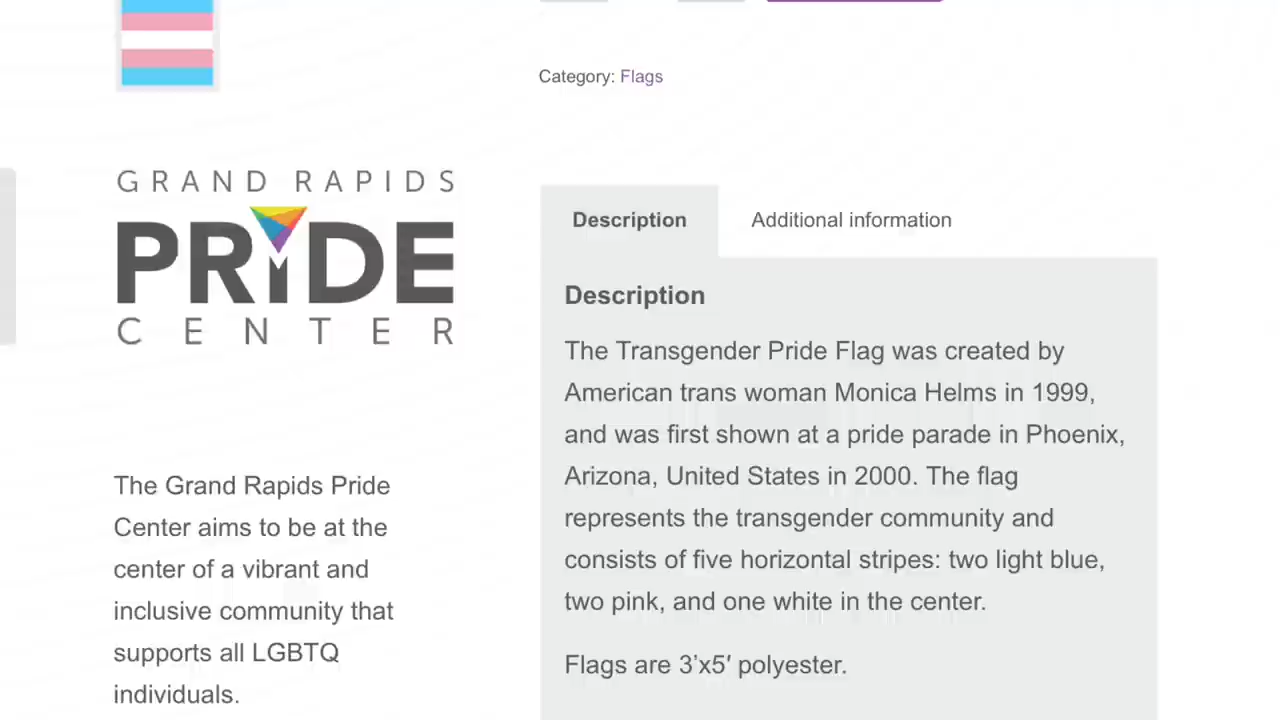 Category: Flags
GRAND RAPIDS
PRIDE
CENTER
The Grand Rapids Pride
Center aims to be at the
center of a vibrant and
inclusive community that
supports all LGBTQ
individuals.
Description
Additional information
Description
The Transgender Pride Flag was created by
American trans woman Monica Helms in 1999,
and was first shown at a pride parade in Phoenix,
Arizona, United States in 2000. The flag
represents the transgender community and
consists of five horizontal stripes: two light blue,
two pink, and one white in the center.
Flags are 3’x5′ polyester.